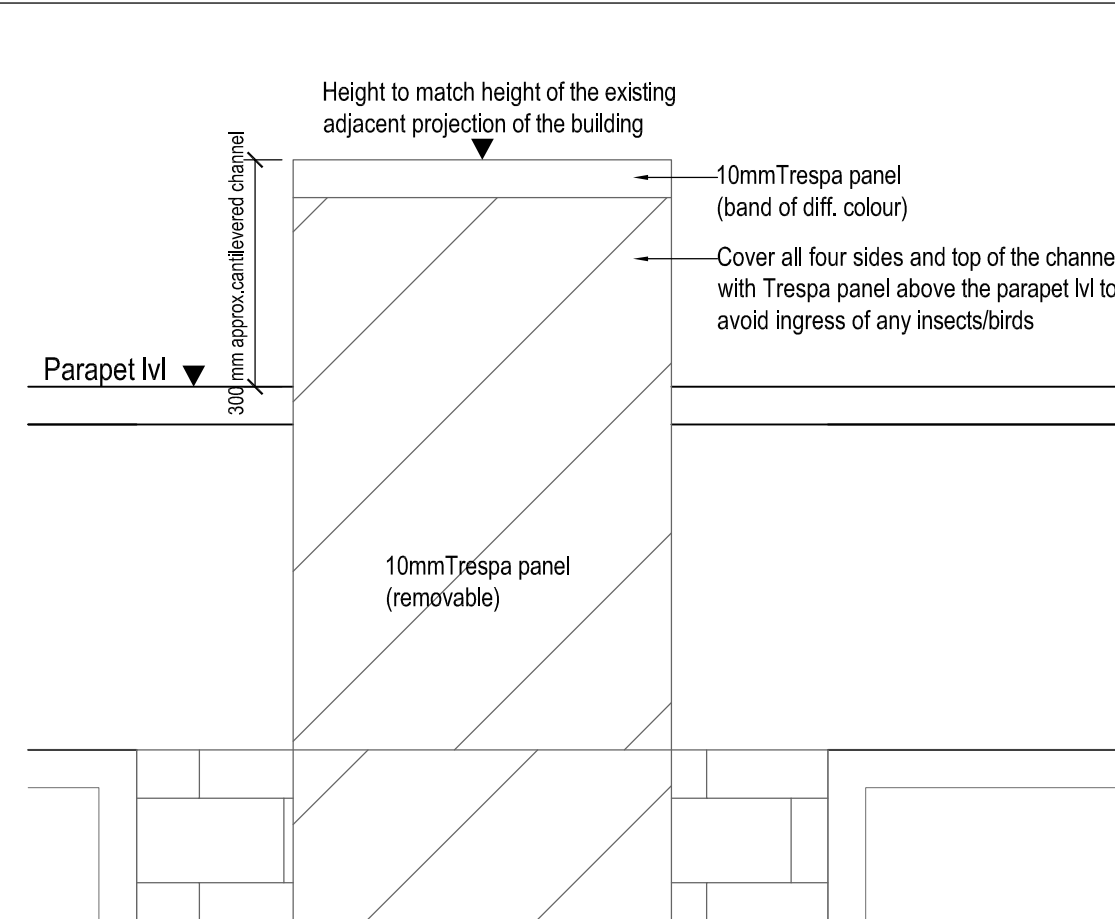 Height to match height of the existing
adjacent projection of the building
300 mm approx.cantilevered channel
10mmTrespa panel
(band of diff. colour)
Cover all four sides and top of the channe
with Trespa panel above the parapet lvl to
avoid ingress of any insects/birds
Parapet lvl
10mmTrespa panel
(removable)